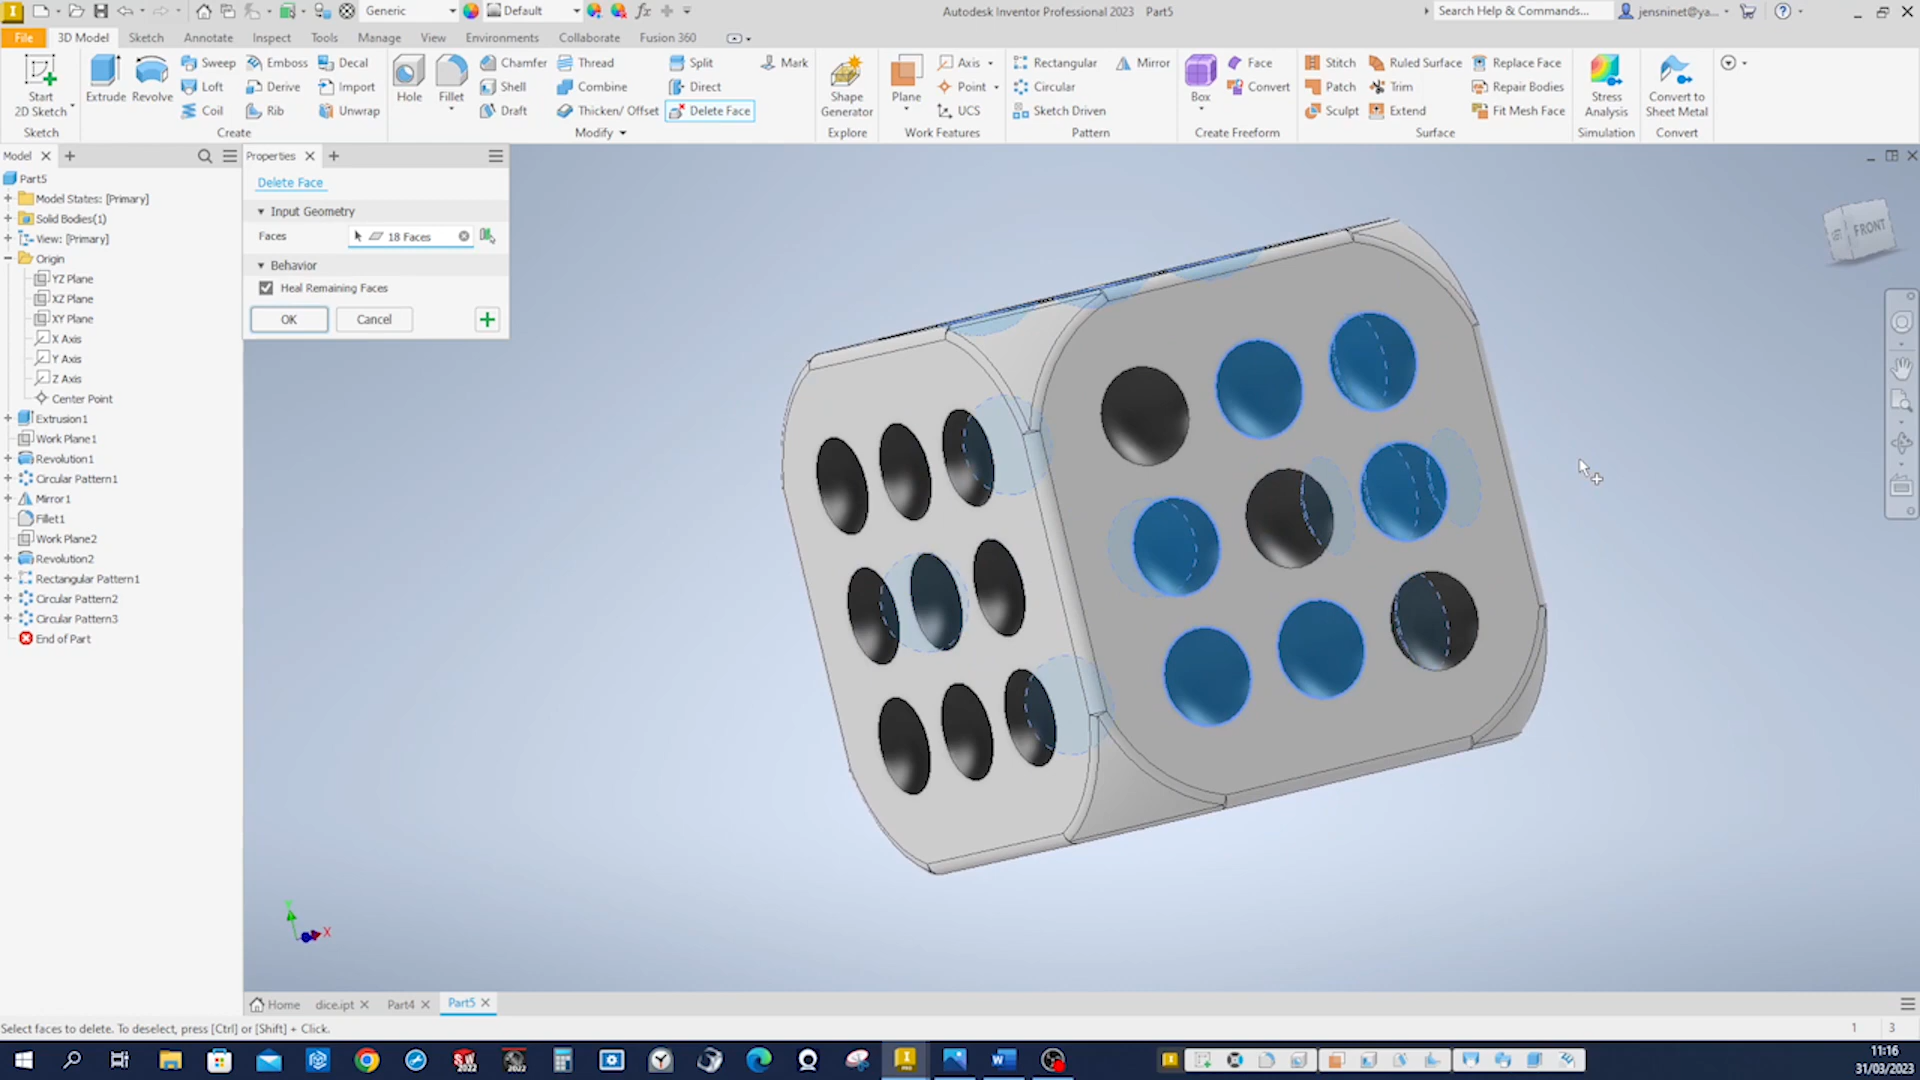 Generic
Default
Autodesk Inventor Professional 2023 Part5
Search Help & Commands...
jensninet@ya...
File
3D Model
Sketch
Annotate
Inspect
Tools
Manage
View
Environments
Collaborate
Fusion 360
Start
2D Sketch
Extrude
Revolve
Sweep
Emboss
Decal
Loft
Derive
Import
Coil
Rib
Unwrap
Hole
Fillet
Chamfer
Thread
Split
Mark
Shell
Combine
Direct
Draft
Thicken/ Offset
Delete Face
Shape
Generator
Plane
Axis
Point
UCS
Rectangular
Mirror
Circular
Sketch Driven
Box
Face
Convert
Stitch
Ruled Surface
Replace Face
Patch
Trim
Repair Bodies
Sculpt
Extend
Fit Mesh Face
Stress
Analysis
Convert to
Sheet Metal
Sketch
Create
Modify
Explore
Work Features
Pattern
Create Freeform
Surface
Simulation
Convert
Model
Part5
Model States: [Primary]
Solid Bodies(1)
View: [Primary]
Origin
YZ Plane
XZ Plane
XY Plane
X Axis
Y Axis
Z Axis
Center Point
Extrusion1
Work Plane1
Revolution1
Circular Pattern1
Mirror1
Fillet1
Work Plane2
Revolution2
Rectangular Pattern1
Circular Pattern2
Circular Pattern3
End of Part
Properties
Delete Face
Input Geometry
Faces
18 Faces
Behavior
Heal Remaining Faces
OK
Cancel
FRONT
X
Home
dice.ipt
Part4
Part5
Select faces to delete. To deselect, press [Ctrl] or [Shift] + Click.
1
3
11:16
31/03/2023